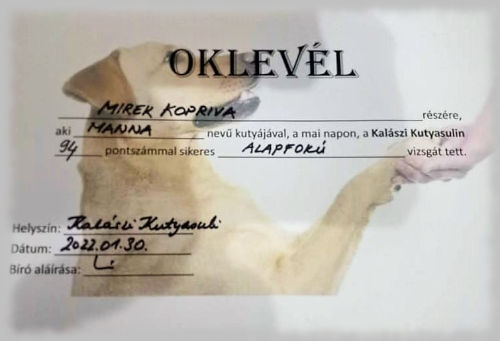 OKLEVÉL
MIREK KOPRIVA részére,
aki MANNA nevű kutyájával, a mai napon, a Kalászi Kutyasulin
94 pontszámmal sikeres ALAPFOKÚ vizsgát tett.
Helyszín: Kalászi Kutyasuli
Dátum: 2022.01.30.
Bíró aláírása: